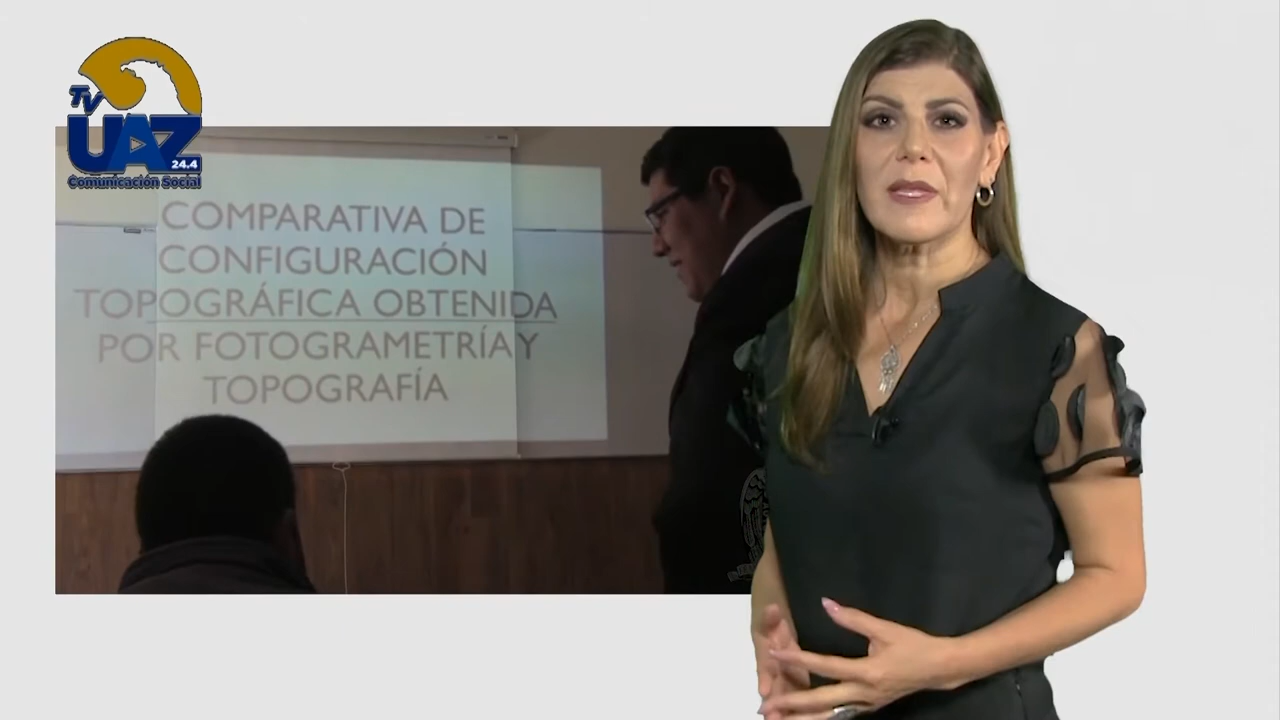 TV
UAZ
24.4
Comunicación Social
COMPARATIVA DE
CONFIGURACIÓN
TOPOGRÁFICA OBTENIDA
POR FOTOGRAMETRÍA Y
TOPOGRAFÍA